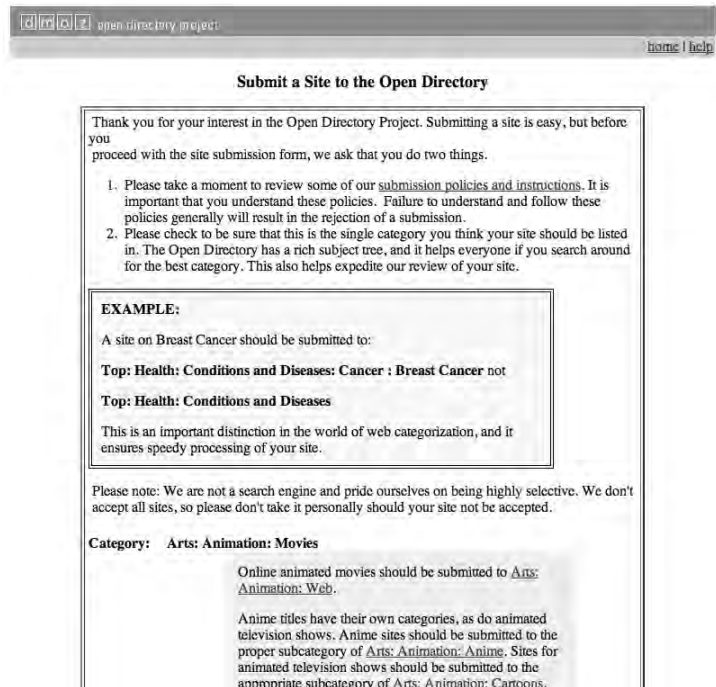 dmoz open directory project
home | help
Submit a Site to the Open Directory
Thank you for your interest in the Open Directory Project. Submitting a site is easy, but before
you
proceed with the site submission form, we ask that you do two things.
1. Please take a moment to review some of our submission policies and instructions. It is
important that you understand these policies. Failure to understand and follow these
policies generally will result in the rejection of a submission.
2. Please check to be sure that this is the single category you think your site should be listed
in. The Open Directory has a rich subject tree, and it helps everyone if you search around
for the best category. This also helps expedite our review of your site.
EXAMPLE:
A site on Breast Cancer should be submitted to:
Top: Health: Conditions and Diseases: Cancer : Breast Cancer not
Top: Health: Conditions and Diseases
This is an important distinction in the world of web categorization, and it
ensures speedy processing of your site.
Please note: We are not a search engine and pride ourselves on being highly selective. We don't
accept all sites, so please don't take it personally should your site not be accepted.
Category: Arts: Animation: Movies
Online animated movies should be submitted to Arts:
Animation: Web.
Anime titles have their own categories, as do animated
television shows. Anime sites should be submitted to the
proper subcategory of Arts: Animation: Anime. Sites for
animated television shows should be submitted to the
appropriate subcategory of Arts: Animation: Cartoons.